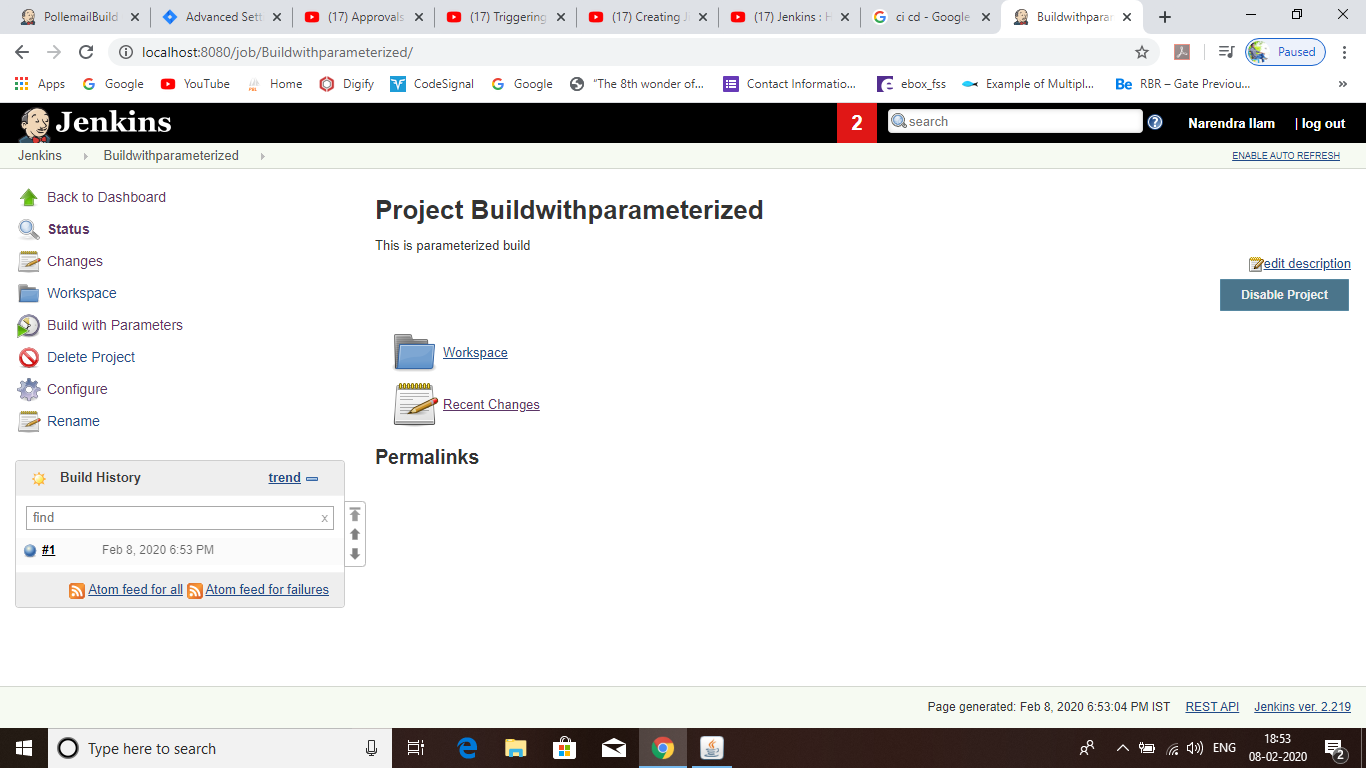 PollemailBuild
Advanced Sett
(17) Approvals
(17) Triggering
(17) Creating J
(17) Jenkins : H
ci cd - Google
Buildwithparar
localhost:8080/job/Buildwithparameterized/
Paused
Apps
Google
YouTube
Home
Digify
CodeSignal
Google
"The 8th wonder of...
Contact Informatio...
ebox_fss
Example of Multipl...
Be RBR – Gate Previou...
»
Jenkins
2
search
Narendra Ilam
| log out
Jenkins
Buildwithparameterized
ENABLE AUTO REFRESH
Back to Dashboard
Status
Changes
Workspace
Build with Parameters
Delete Project
Configure
Rename
Project Buildwithparameterized
This is parameterized build
edit description
Disable Project
Workspace
Recent Changes
Permalinks
Build History
trend
find
x
#1
Feb 8, 2020 6:53 PM
Atom feed for all
Atom feed for failures
Page generated: Feb 8, 2020 6:53:04 PM IST
REST API
Jenkins ver. 2.219
Type here to search
ENG
18:53
08-02-2020
2